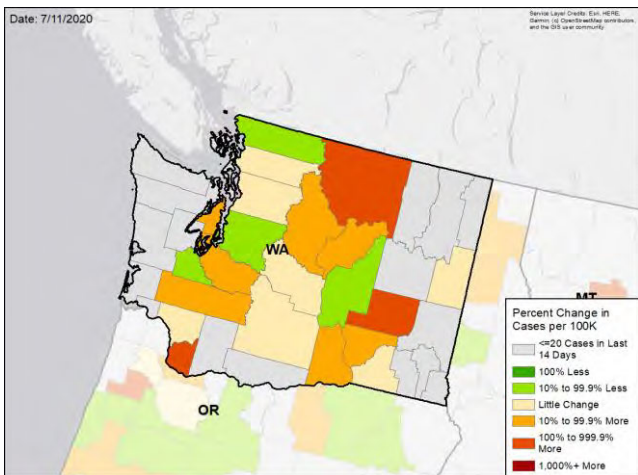 Date: 7/11/2020
Service Layer Credits: Esri, HERE,
Garmin, (c) OpenStreetMap contributors,
and the GIS user community
WA
MT
OR
Percent Change in
Cases per 100K
<=20 Cases in Last
14 Days
100% Less
10% to 99.9% Less
Little Change
10% to 99.9% More
100% to 999.9%
More
1,000%+ More